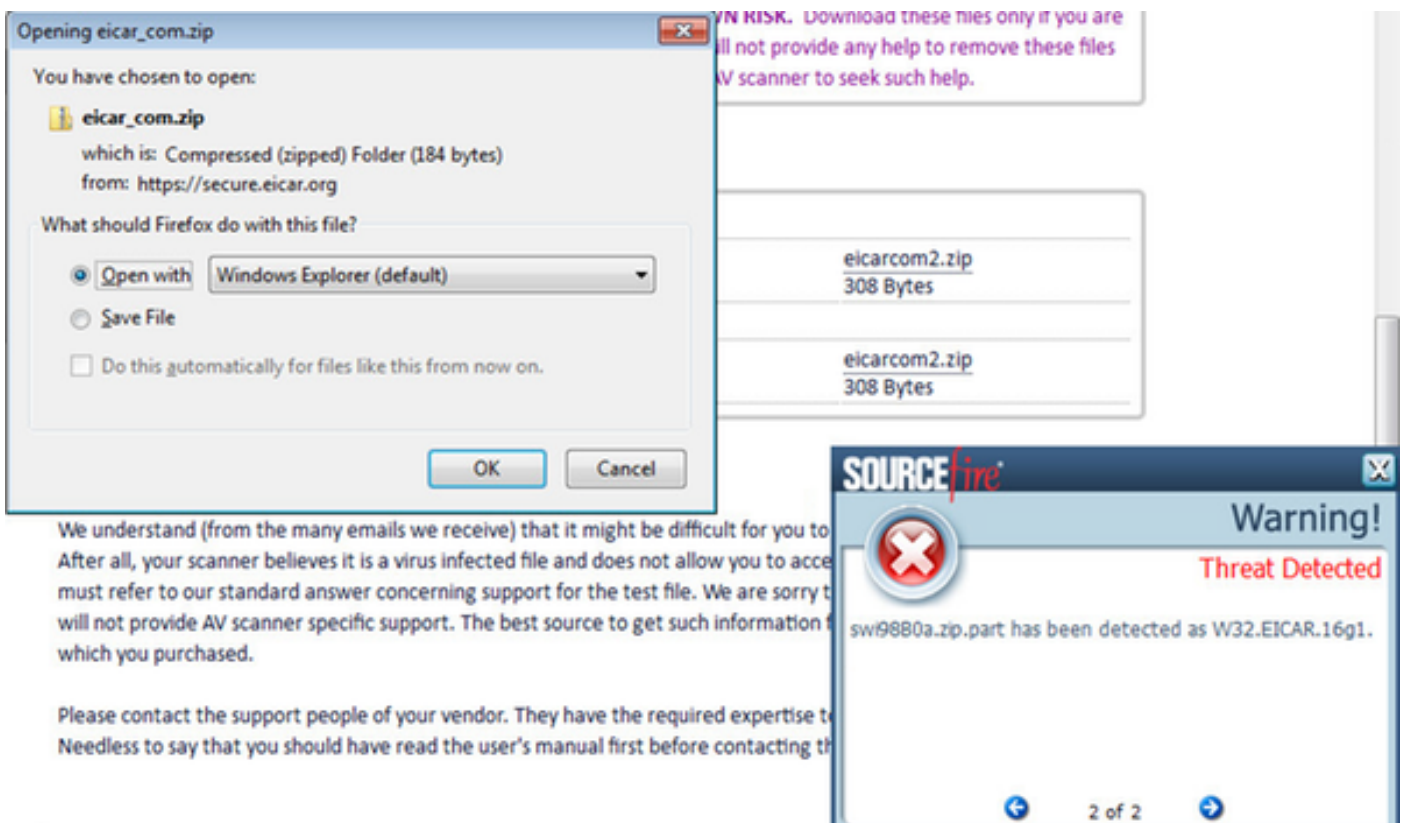 Opening eicar_com.zip
You have chosen to open:
eicar_com.zip
which is: Compressed (zipped) Folder (184 bytes)
from: https://secure.eicar.org
What should Firefox do with this file?
Open with Windows Explorer (default)
Save File
Do this automatically for files like this from now on.
OK Cancel
WN RISK. Download these files only if you are
ill not provide any help to remove these files
AV scanner to seek such help.
eicarcom2.zip
308 Bytes
eicarcom2.zip
308 Bytes
We understand (from the many emails we receive) that it might be difficult for you to
After all, your scanner believes it is a virus infected file and does not allow you to acce
must refer to our standard answer concerning support for the test file. We are sorry t
will not provide AV scanner specific support. The best source to get such information f
which you purchased.
Please contact the support people of your vendor. They have the required expertise t
Needless to say that you should have read the user's manual first before contacting th
SOURCEfire
Warning!
Threat Detected
swi9880a.zip.part has been detected as W32.EICAR.16g1.
2 of 2